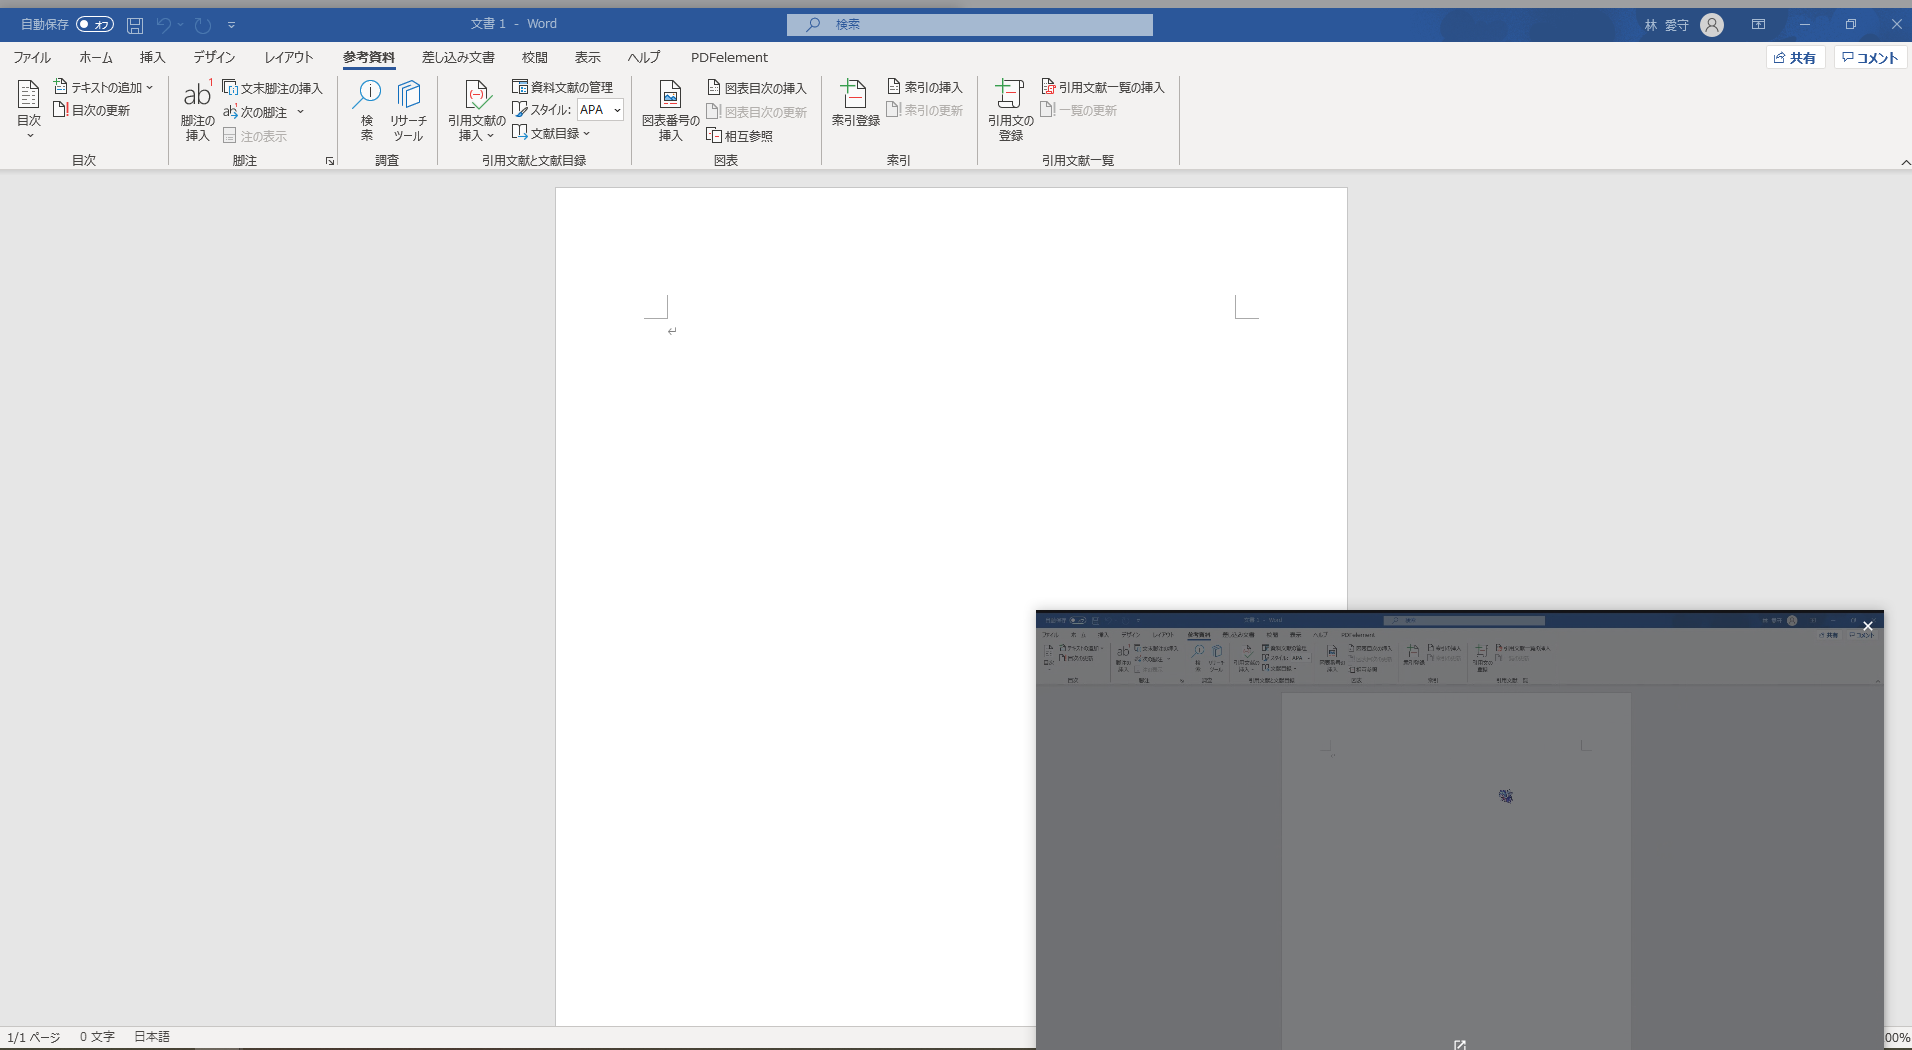 自動保存 オフ 文書 1 - Word 検索 林 愛守
ファイル ホーム 挿入 デザイン レイアウト 参考資料 差し込み文書 校閲 表示 ヘルプ PDFelement 共有 コメント
目次
テキストの追加
目次の更新
目次
ab1
脚注の
挿入
文末脚注の挿入
次の脚注
注の表示
脚注
検
索
リサーチ
ツール
調査
引用文献の
挿入
資料文献の管理
スタイル: APA
文献目録
引用文献と文献目録
図表番号の
挿入
図表目次の挿入
図表目次の更新
相互参照
図表
索引登録
索引の挿入
索引の更新
索引
引用文の
登録
引用文献一覧の挿入
一覧の更新
引用文献一覧
1/1 ページ 0 文字 日本語 00%